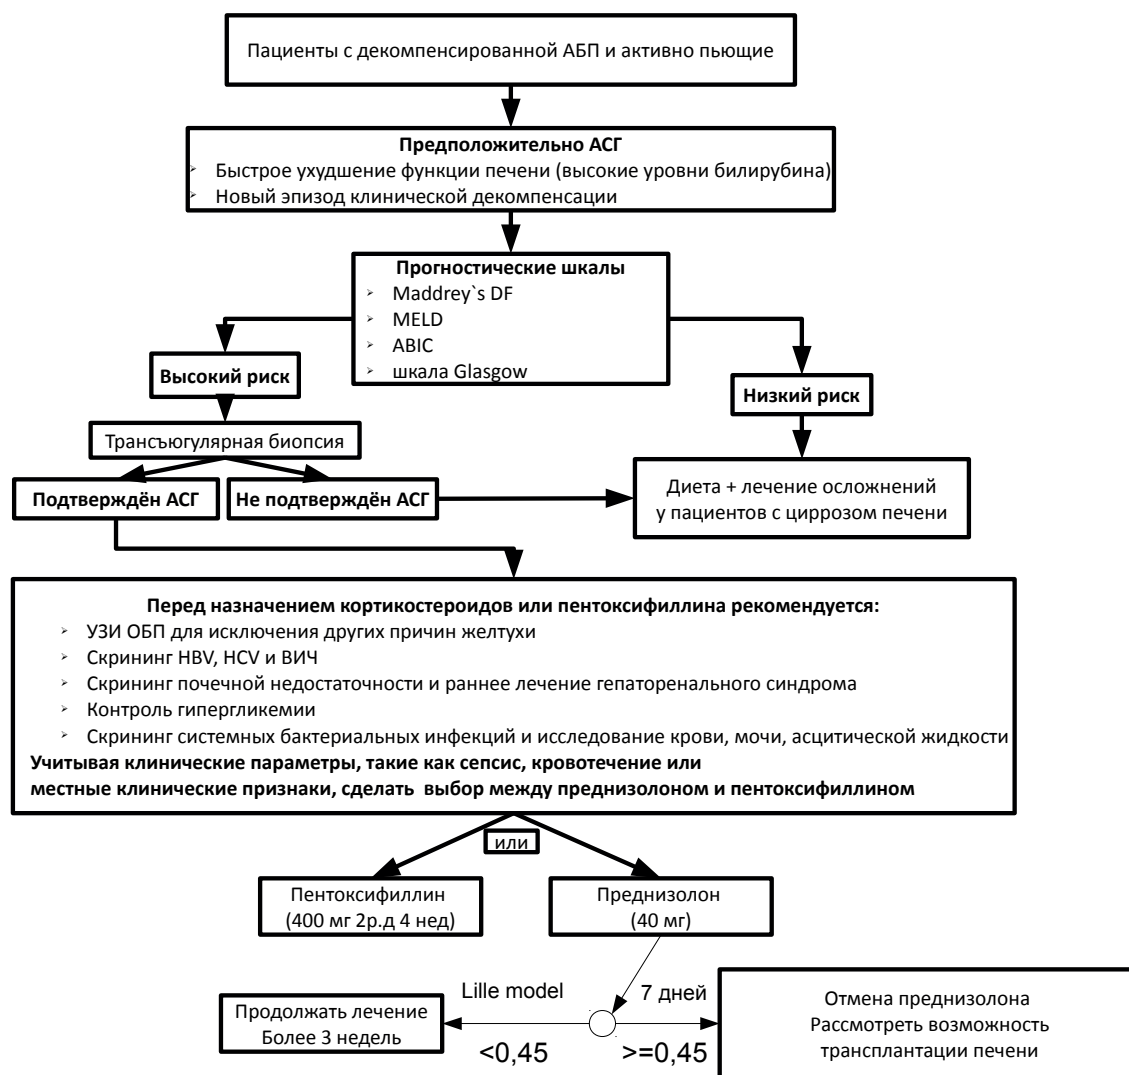 Пациенты с декомпенсированной АБП и активно пьющие
Предположительно АСГ
Быстрое ухудшение функции печени (высокие уровни билирубина)
Новый эпизод клинической декомпенсации
Прогностические шкалы
Maddrey`s DF
MELD
ABIC
шкала Glasgow
Высокий риск
Низкий риск
Трансъюгулярная биопсия
Подтверждён АСГ
Не подтверждён АСГ
Диета + лечение осложнений
у пациентов с циррозом печени
Перед назначением кортикостероидов или пентоксифиллина рекомендуется:
УЗИ ОБП для исключения других причин желтухи
Скрининг HBV, HCV и ВИЧ
Скрининг почечной недостаточности и раннее лечение гепаторенального синдрома
Контроль гипергликемии
Скрининг системных бактериальных инфекций и исследование крови, мочи, асцитической жидкости
Учитывая клинические параметры, такие как сепсис, кровотечение или
местные клинические признаки, сделать выбор между преднизолоном и пентоксифиллином
или
Пентоксифиллин
(400 мг 2р.д 4 нед)
Преднизолон
(40 мг)
Lille model
7 дней
Продолжать лечение
Более 3 недель
<0,45
>=0,45
Отмена преднизолона
Рассмотреть возможность
трансплантации печени